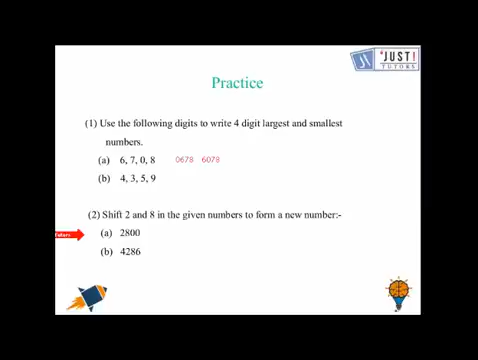 JUST!
TUTORS
Practice
(1) Use the following digits to write 4 digit largest and smallest
numbers.
(a) 6, 7, 0, 8 0678 6078
(b) 4, 3, 5, 9
(2) Shift 2 and 8 in the given numbers to form a new number:-
Tutors
(a) 2800
(b) 4286